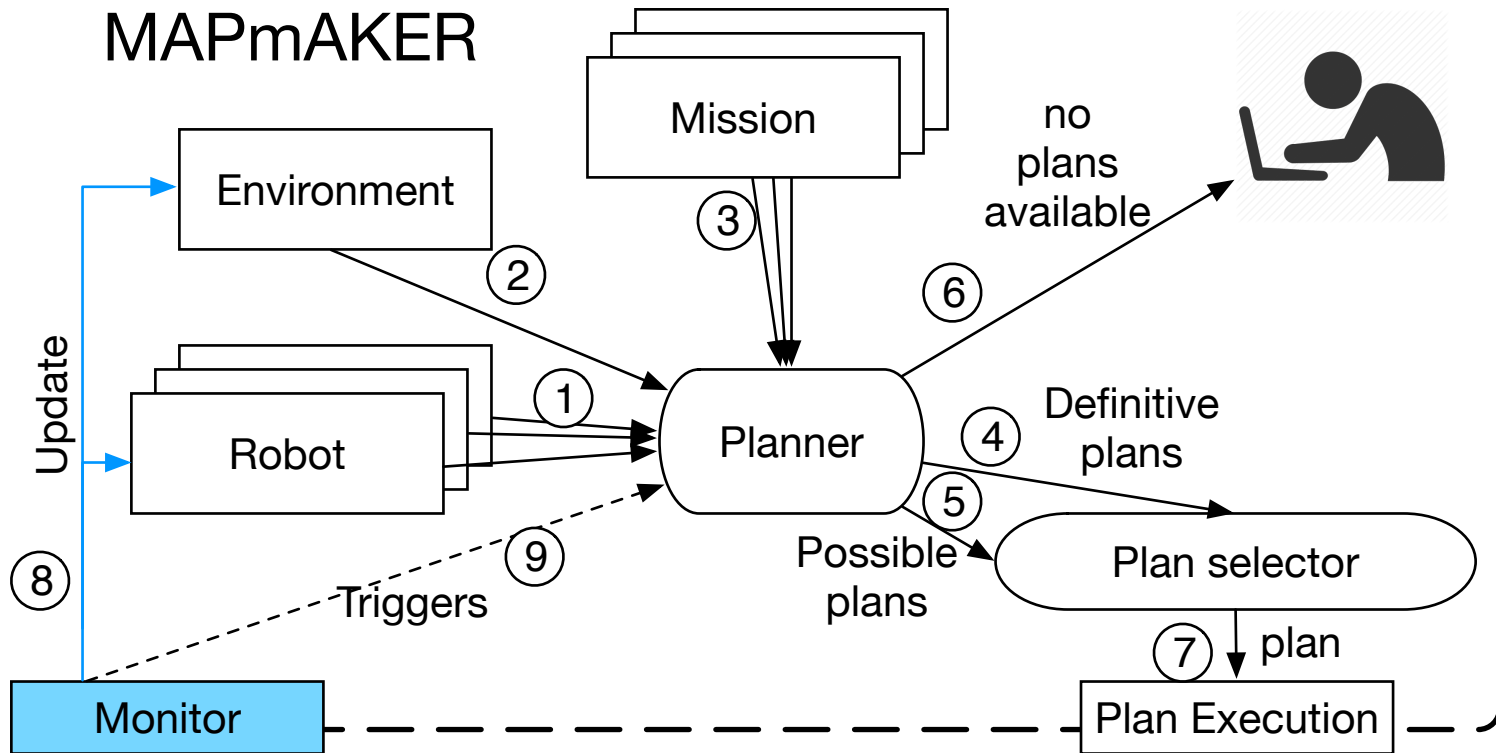 MAPmAKER
Mission
no
plans
available
Environment
3
2
6
Update
1
Robot
Planner
Definitive
plans
4
5
9
Possible
plans
Plan selector
8
Triggers
7
plan
Monitor
Plan Execution